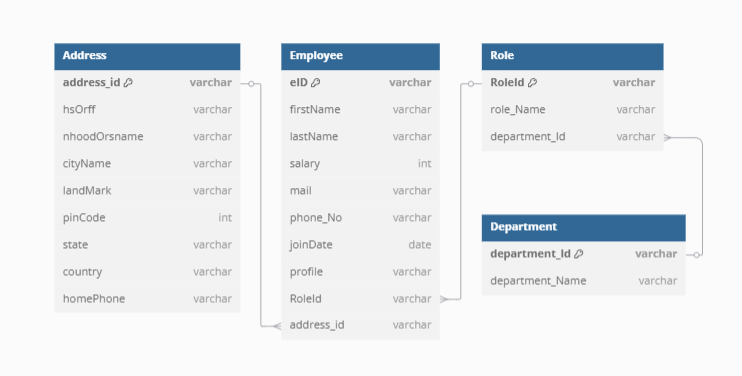 Address
address_id varchar
hsOrff varchar
nhoodOrsname varchar
cityName varchar
landMark varchar
pinCode int
state varchar
country varchar
homePhone varchar
Employee
eID varchar
firstName varchar
lastName varchar
salary int
mail varchar
phone_No varchar
joinDate date
profile varchar
RoleId varchar
address_id varchar
Role
RoleId varchar
role_Name varchar
department_Id varchar
Department
department_Id varchar
department_Name varchar